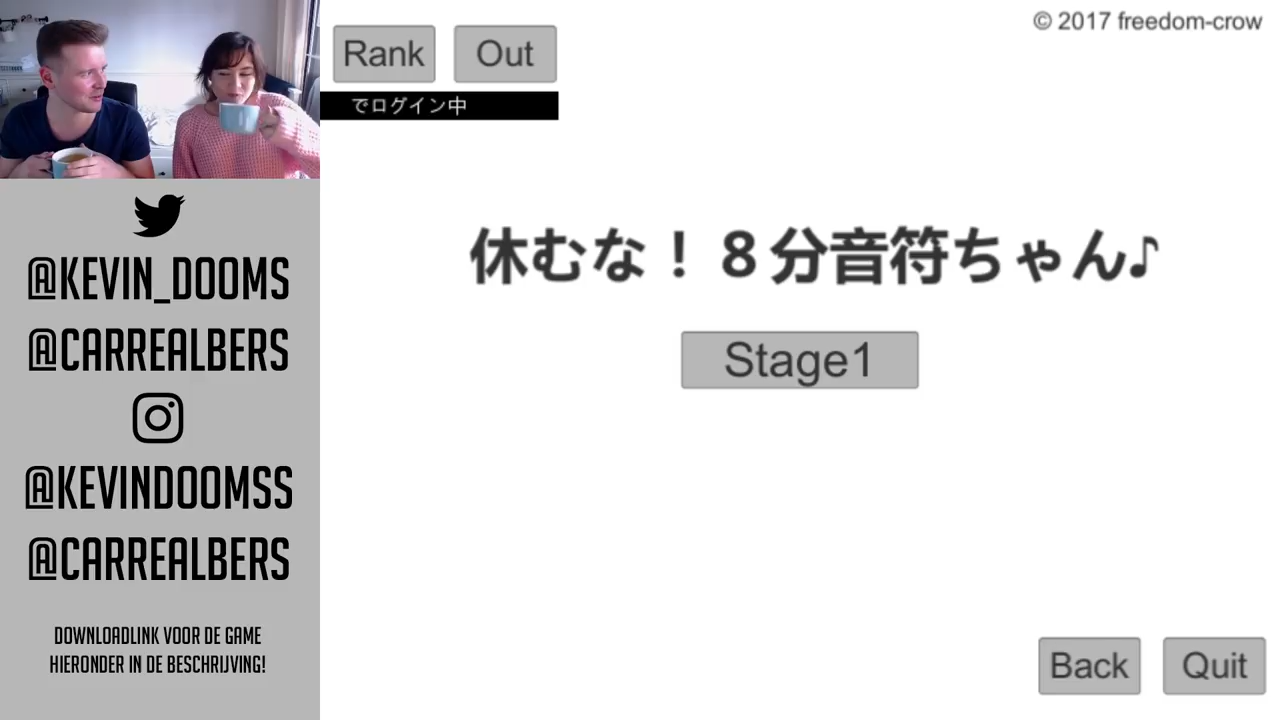 @KEVIN_DOOMS
@CARREALBERS
@KEVINDOOMSS
@CARREALBERS
DOWNLOADLINK VOOR DE GAME
HIERONDER IN DE BESCHRIJVING!
© 2017 freedom-crow
Rank Out
でログイン中
休むな！８分音符ちゃん♪
Stage1
Back Quit